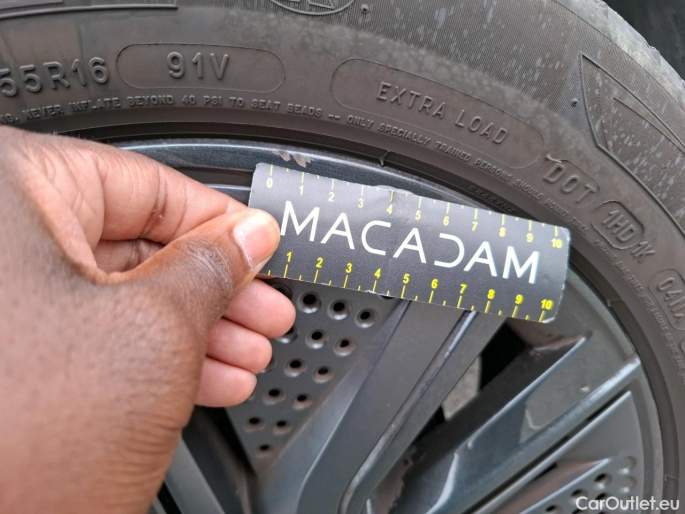 55R16
91V
EXTRA LOAD
NEVER INFLATE BEYOND 40 PSI TO SEAT BEADS -- ONLY SPECIALLY TRAINED
DOT 1HD1K
0 1 2 3 4 5 6 7 8 9 10
MACADAM
1 2 3 4 5 6 7 8 9 10
CarOutlet.eu